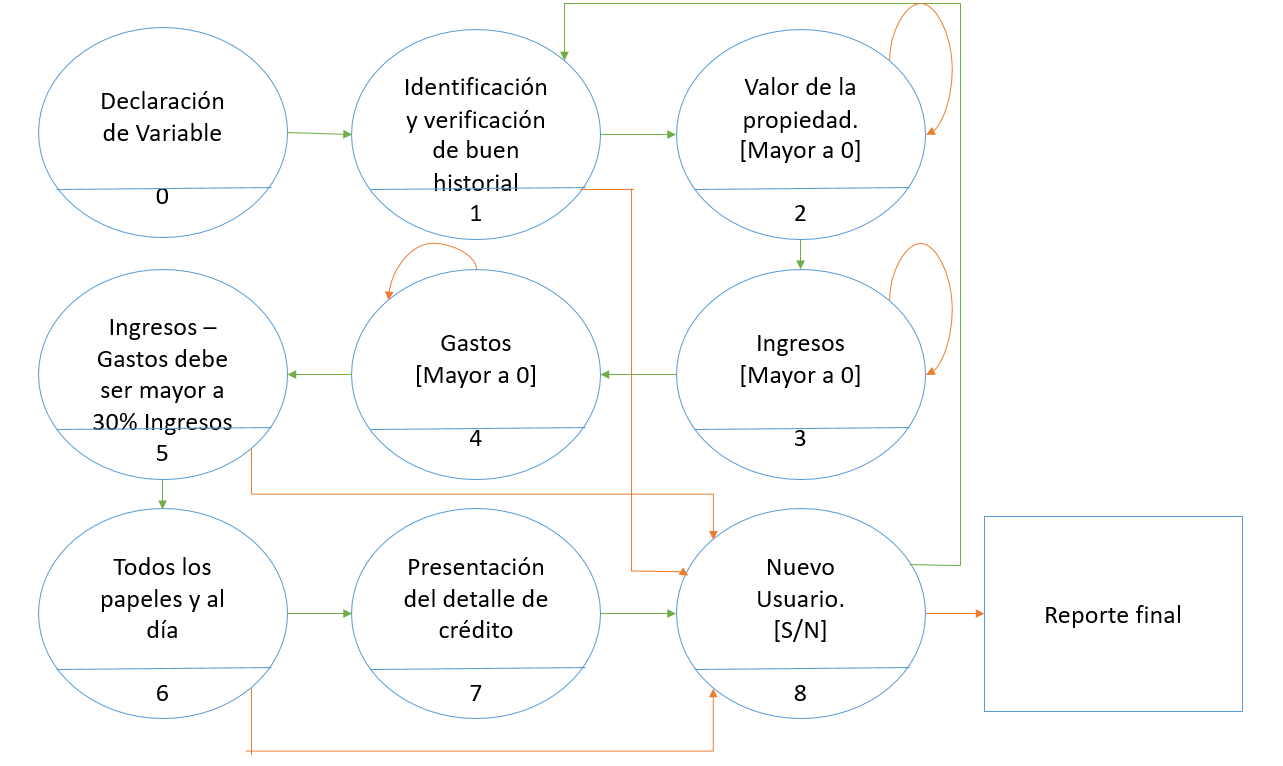 Declaración
de Variable
0
Identificación
y verificación
de buen
historial
1
Valor de la
propiedad.
[Mayor a 0]
2
Ingresos –
Gastos debe
ser mayor a
30% Ingresos
5
Gastos
[Mayor a 0]
4
Ingresos
[Mayor a 0]
3
Todos los
papeles y al
día
6
Presentación
del detalle de
crédito
7
Nuevo
Usuario.
[S/N]
8
Reporte final